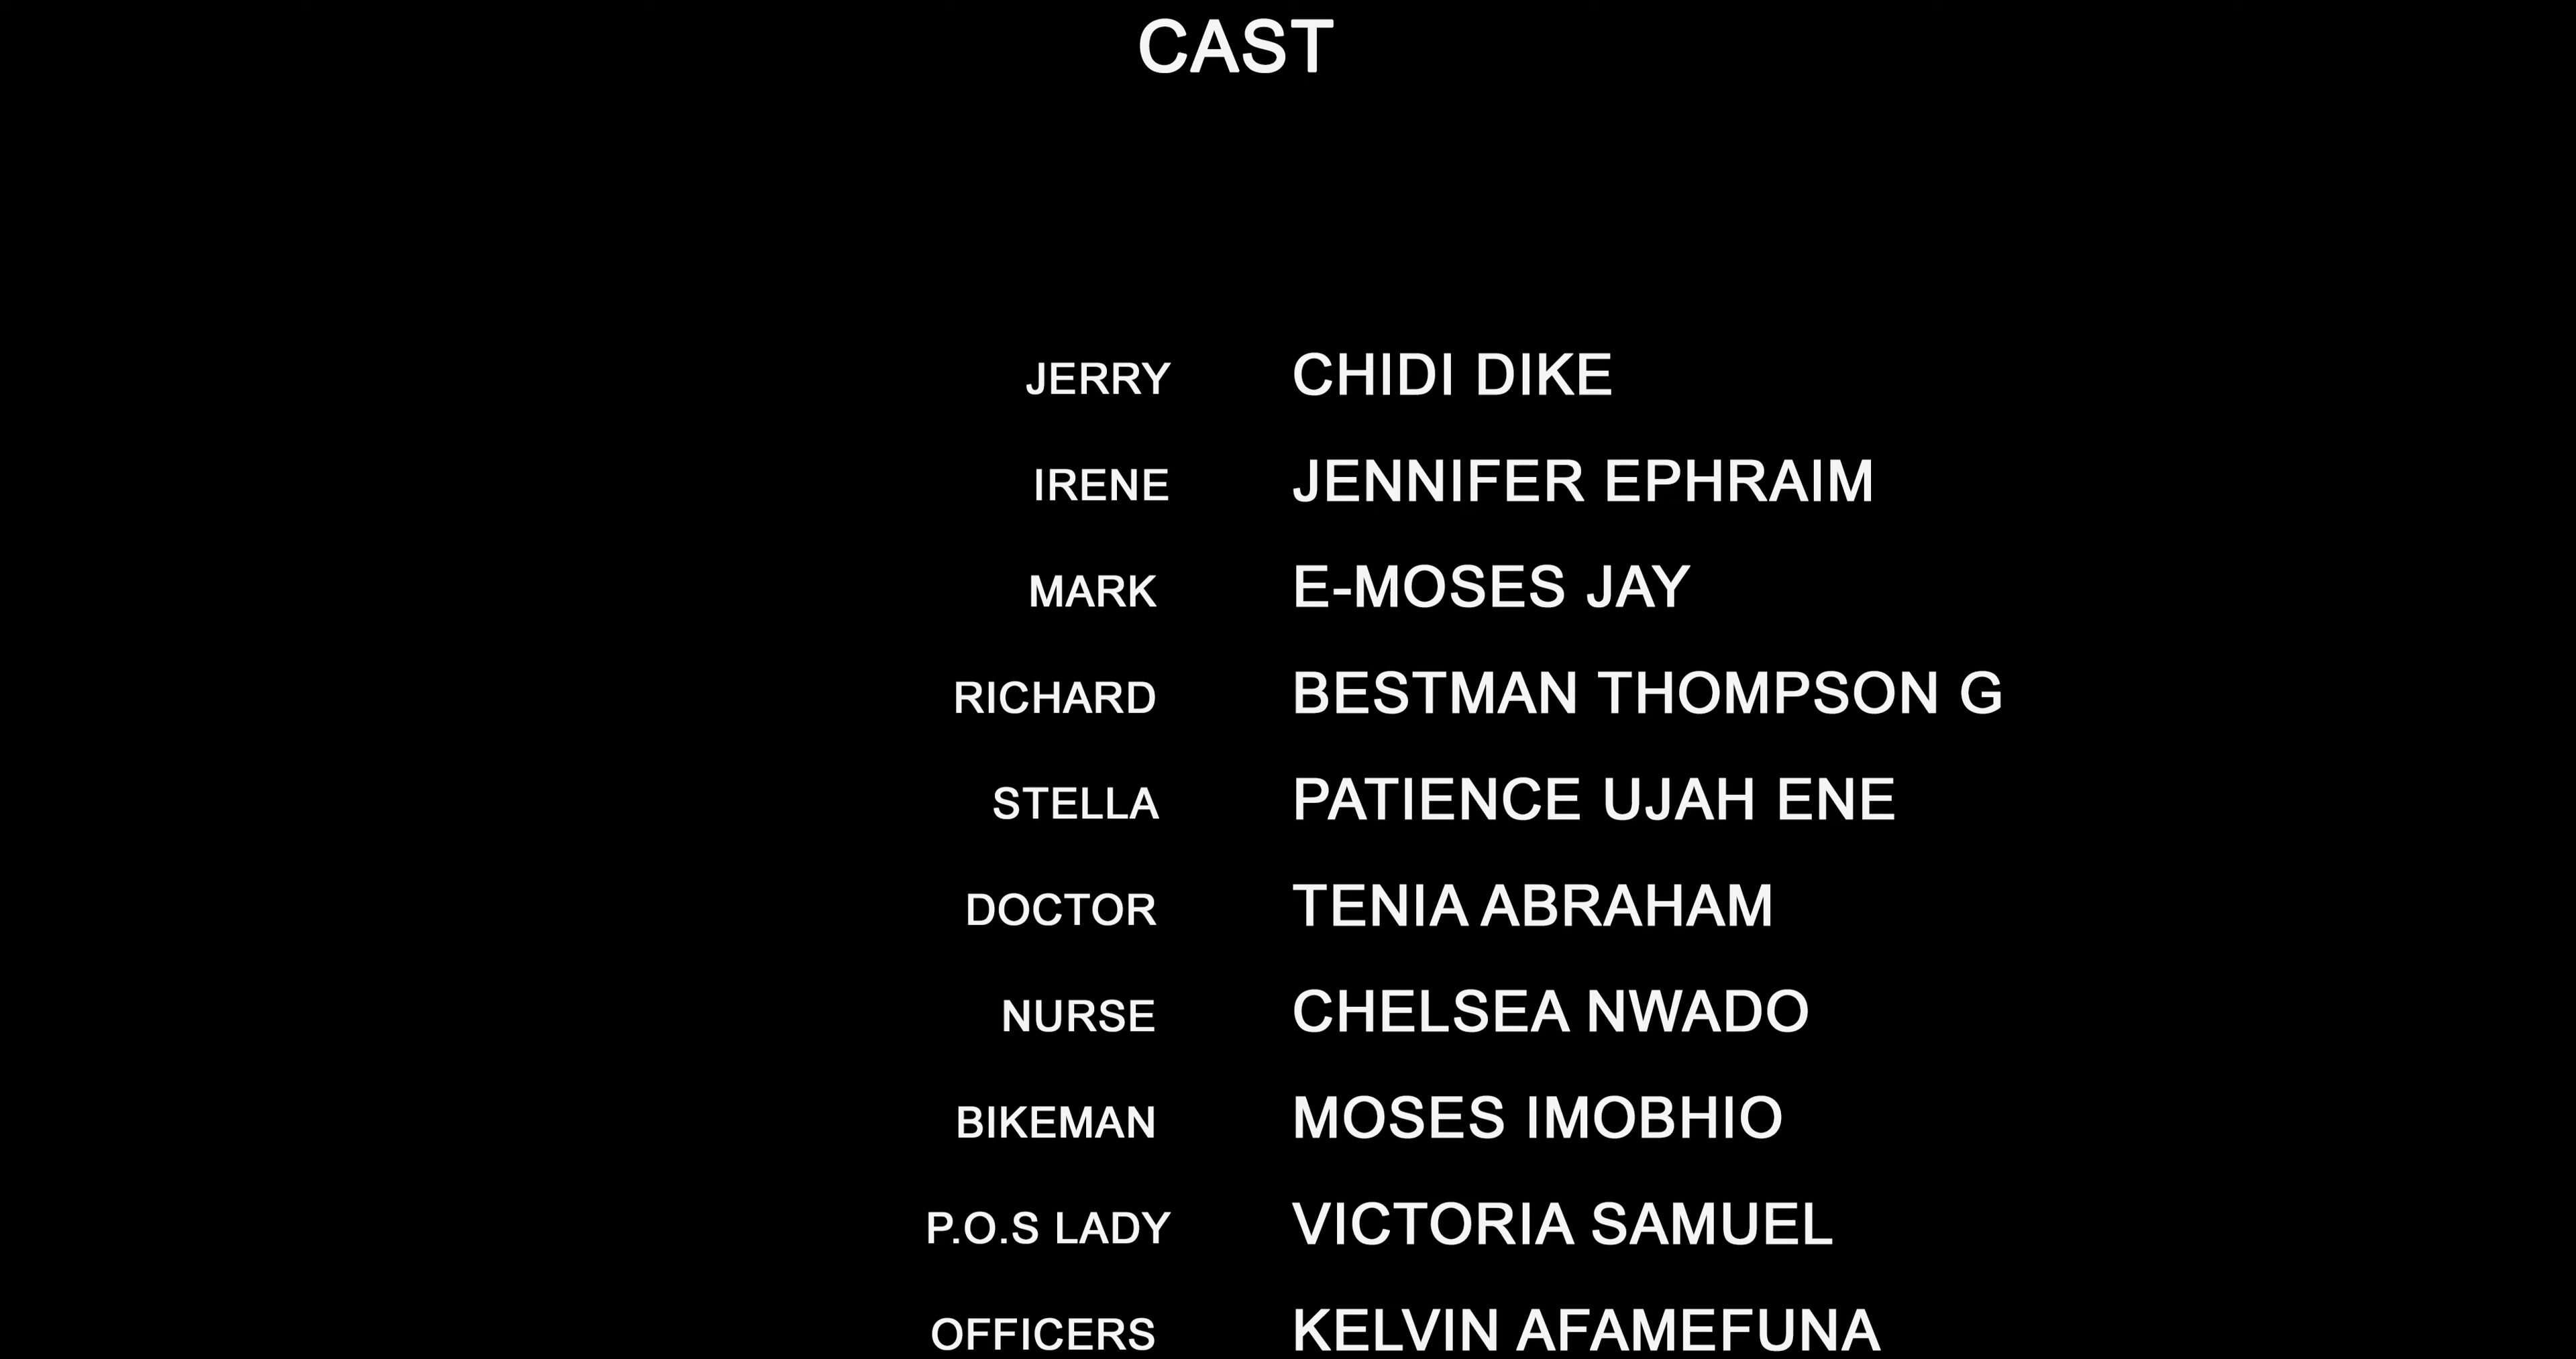 CAST
JERRY CHIDI DIKE
IRENE JENNIFER EPHRAIM
MARK E-MOSES JAY
RICHARD BESTMAN THOMPSON G
STELLA PATIENCE UJAH ENE
DOCTOR TENIA ABRAHAM
NURSE CHELSEA NWADO
BIKEMAN MOSES IMOBHIO
P.O.S LADY VICTORIA SAMUEL
OFFICERS KELVIN AFAMEFUNA